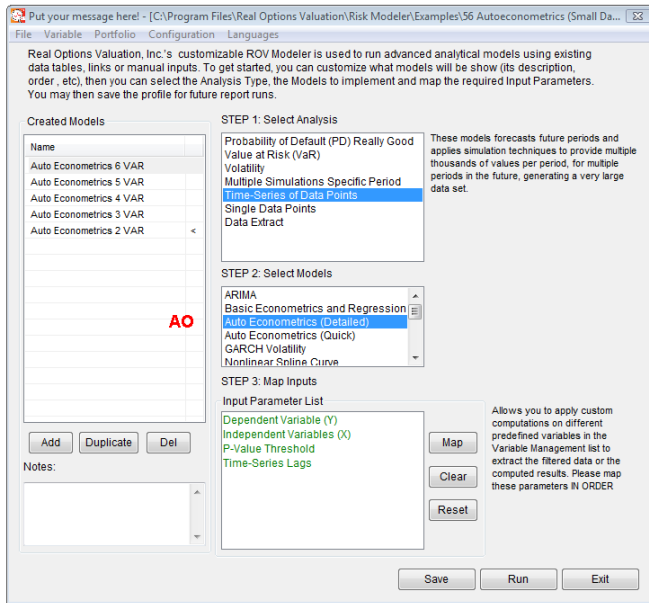 Put your message here! - [C:\Program Files\Real Options Valuation\Risk Modeler\Examples\56 Autoeconometrics (Small Da...
File Variable Portfolio Configuration Languages
Real Options Valuation, Inc.'s customizable ROV Modeler is used to run advanced analytical models using existing
data tables, links or manual inputs. To get started, you can customize what models will be show (its description,
order , etc), then you can select the Analysis Type, the Models to implement and map the required Input Parameters.
You may then save the profile for future report runs.
Created Models
Name
Auto Econometrics 6 VAR
Auto Econometrics 5 VAR
Auto Econometrics 4 VAR
Auto Econometrics 3 VAR
Auto Econometrics 2 VAR <
AO
Add Duplicate Del
Notes:
STEP 1: Select Analysis
Probability of Default (PD) Really Good
Value at Risk (VaR)
Volatility
Multiple Simulations Specific Period
Time-Series of Data Points
Single Data Points
Data Extract
These models forecasts future periods and
applies simulation techniques to provide multiple
thousands of values per period, for multiple
periods in the future, generating a very large
data set.
STEP 2: Select Models
ARIMA
Basic Econometrics and Regression
Auto Econometrics (Detailed)
Auto Econometrics (Quick)
GARCH Volatility
Nonlinear Spline Curve
STEP 3: Map Inputs
Input Parameter List
Dependent Variable (Y)
Independent Variables (X)
P-Value Threshold
Time-Series Lags
Map
Clear
Reset
Allows you to apply custom
computations on different
predefined variables in the
Variable Management list to
extract the filtered data or the
computed results. Please map
these parameters IN ORDER
Save Run Exit